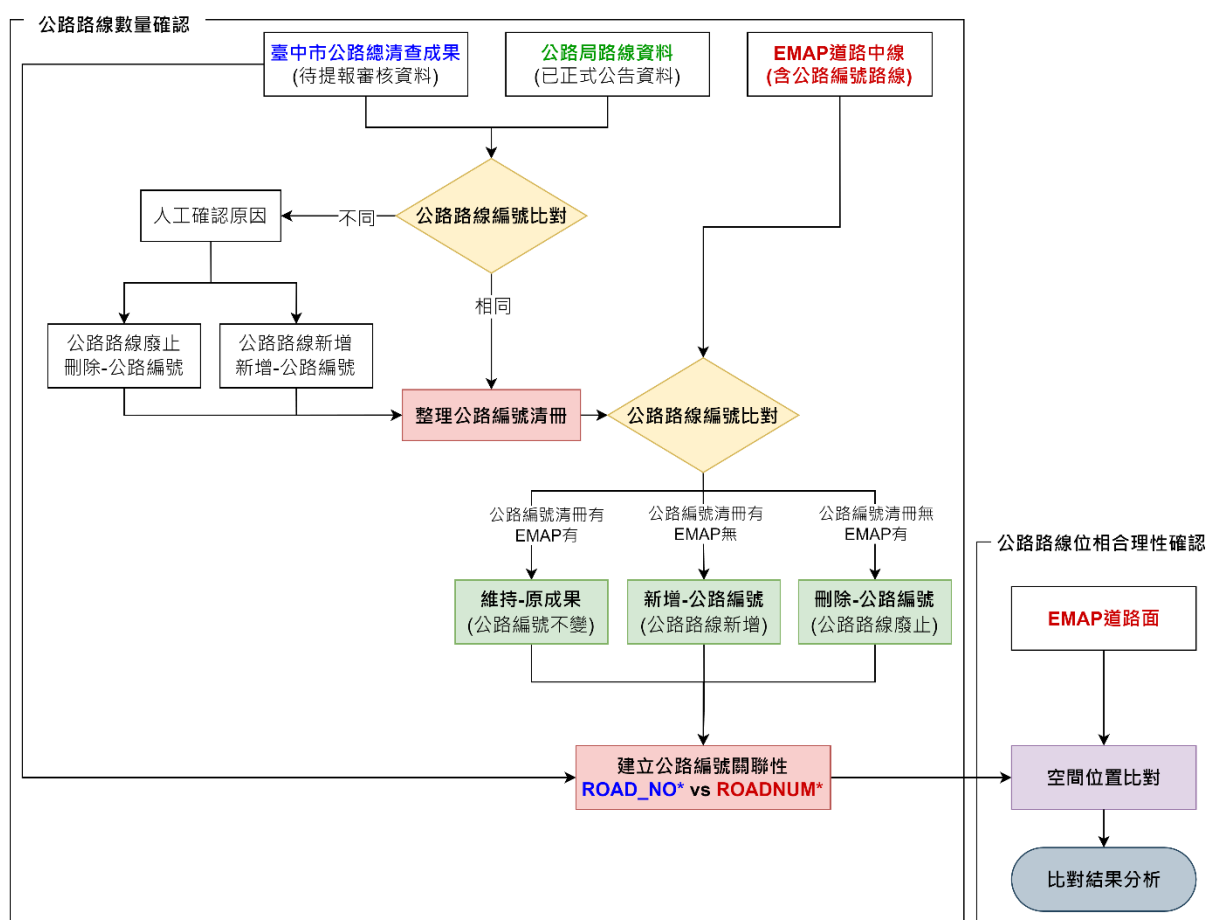 公路路線數量確認
臺中市公路總清查成果
(待提報審核資料)
公路局路線資料
(已正式公告資料)
EMAP道路中線
(含公路編號路線)
人工確認原因
不同
公路路線編號比對
相同
公路路線廢止
刪除-公路編號
公路路線新增
新增-公路編號
整理公路編號清冊
公路路線編號比對
公路編號清冊有
EMAP有
公路編號清冊有
EMAP無
公路編號清冊無
EMAP有
維持-原成果
(公路編號不變)
新增-公路編號
(公路路線新增)
刪除-公路編號
(公路路線廢止)
建立公路編號關聯性
ROAD_NO* vs ROADNUM*
公路路線位相合理性確認
EMAP道路面
空間位置比對
比對結果分析